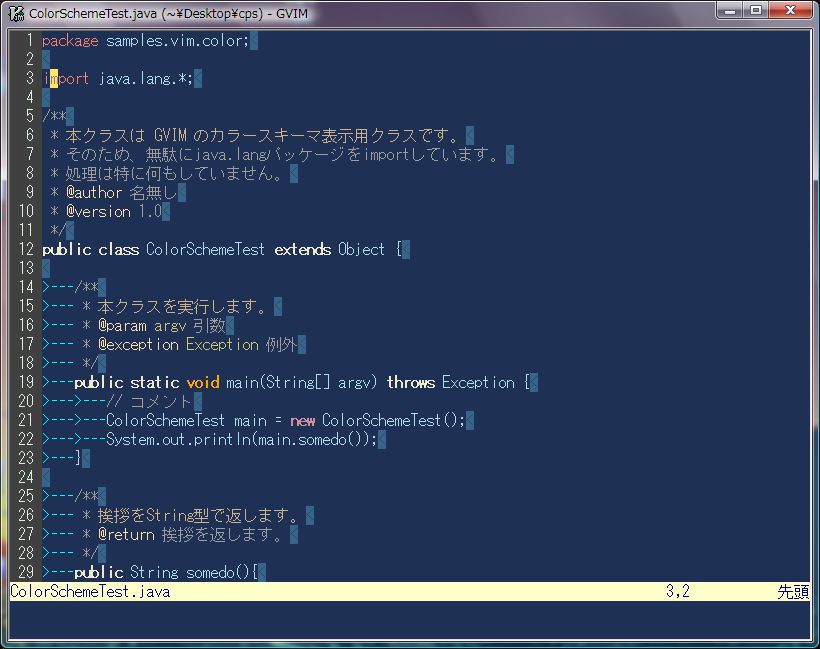 ColorSchemeTest.java (~¥Desktop¥cps) - GVIM
1 package samples.vim.color;
2
3 import java.lang.*;
4
5 /**
6  * 本クラスは GVIM のカラースキーマ表示用クラスです。
7  * そのため、無駄にjava.langパッケージをimportしています。
8  * 処理は特に何もしていません。
9  * @author 名無し
10  * @version 1.0
11  */
12 public class ColorSchemeTest extends Object {
13
14 >---/**
15 >--- * 本クラスを実行します。
16 >--- * @param argv 引数
17 >--- * @exception Exception 例外
18 >--- */
19 >---public static void main(String[] argv) throws Exception {
20 >--->---// コメント
21 >--->---ColorSchemeTest main = new ColorSchemeTest();
22 >--->---System.out.println(main.somedo());
23 >---}
24
25 >---/**
26 >--- * 挨拶をString型で返します。
27 >--- * @return 挨拶を返します。
28 >--- */
29 >---public String somedo(){
ColorSchemeTest.java 3,2 先頭